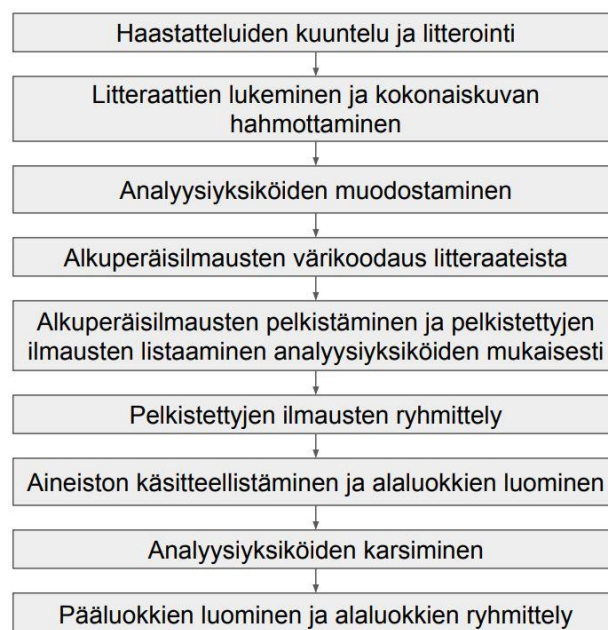 Haastatteluiden kuuntelu ja litterointi
Litteraattien lukeminen ja kokonaiskuvan
hahmottaminen
Analyysiyksiköiden muodostaminen
Alkuperäisilmausten värikoodaus litteraateista
Alkuperäisilmausten pelkistäminen ja pelkistettyjen
ilmausten listaaminen analyysiyksiköiden mukaisesti
Pelkistettyjen ilmausten ryhmittely
Aineiston käsitteellistäminen ja alaluokkien luominen
Analyysiyksiköiden karsiminen
Pääluokkien luominen ja alaluokkien ryhmittely